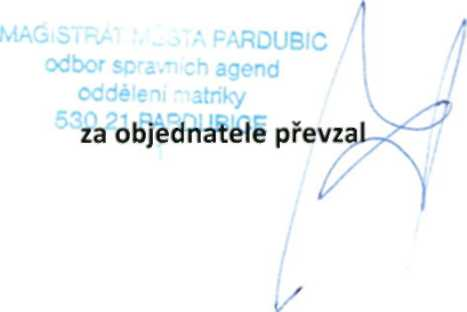 MAGISTRÁT MĚSTA PARDUBIC
odbor správních agend
oddělení matriky
530 21 PARDUBICE
za objednatele převzal